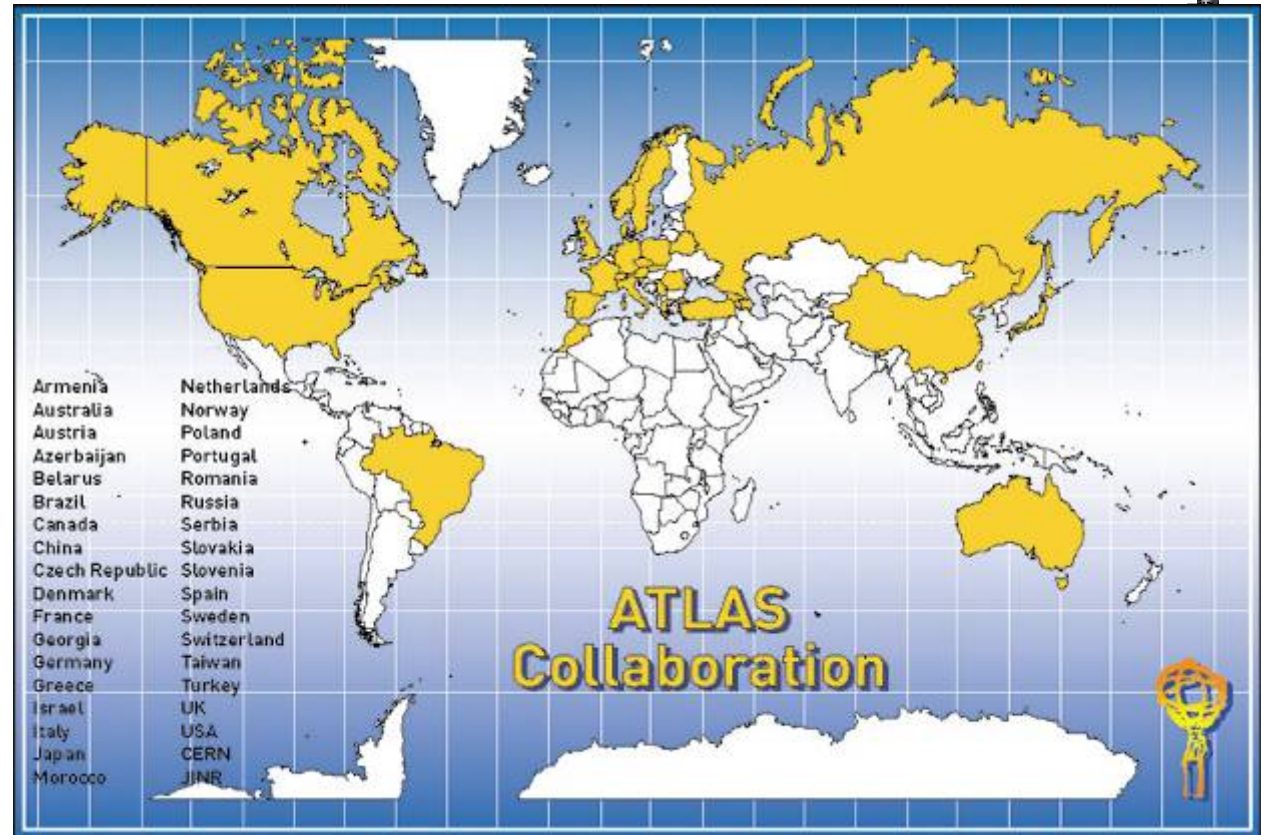 Armenia
Australia
Austria
Azerbaijan
Belarus
Brazil
Canada
China
Czech Republic
Denmark
France
Georgia
Germany
Greece
Israel
Italy
Japan
Morocco
Netherlands
Norway
Poland
Portugal
Romania
Russia
Serbia
Slovakia
Slovenia
Spain
Sweden
Switzerland
Taiwan
Turkey
UK
USA
CERN
JINR
ATLAS
Collaboration